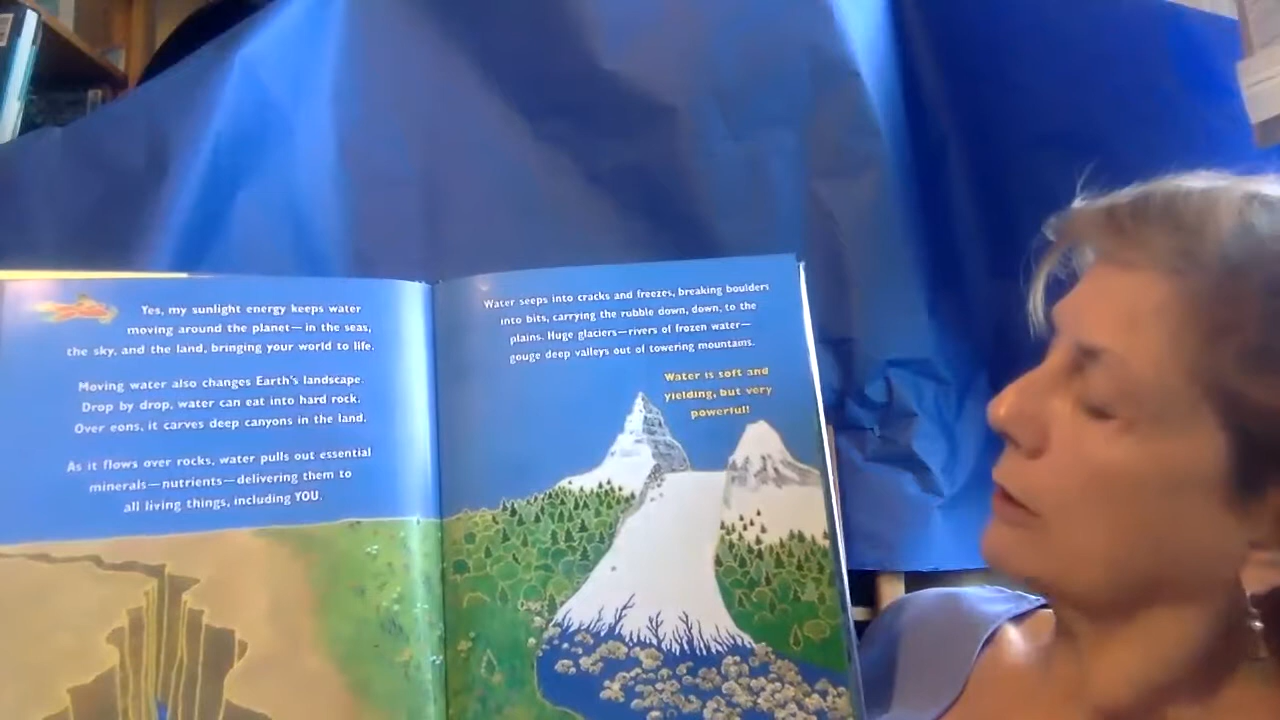 Yes, my sunlight energy keeps water
moving around the planet—in the seas,
the sky, and the land, bringing your world to life.
Moving water also changes Earth's landscape.
Drop by drop, water can eat into hard rock.
Over eons, it carves deep canyons in the land.
As it flows over rocks, water pulls out essential
minerals—nutrients—delivering them to
all living things, including YOU.
Water seeps into cracks and freezes, breaking boulders
into bits, carrying the rubble down, down, to the
plains. Huge glaciers—rivers of frozen water—
gouge deep valleys out of towering mountains.
Water is soft and
yielding, but very
powerful!